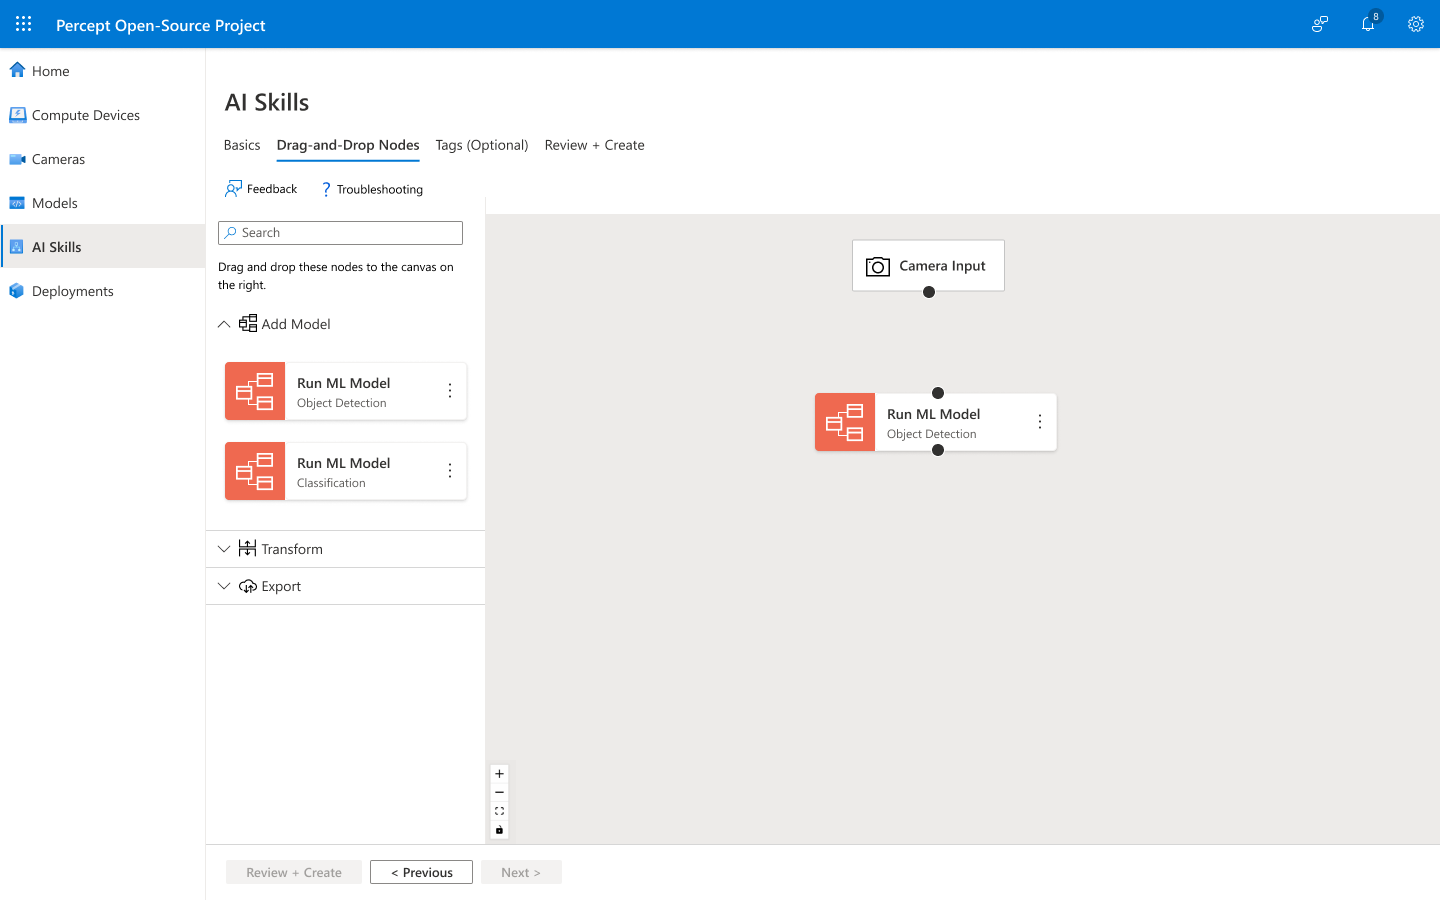 Percept Open-Source Project
8
Home
Compute Devices
Cameras
Models
AI Skills
Deployments
AI Skills
Basics
Drag-and-Drop Nodes
Tags (Optional)
Review + Create
Feedback
? Troubleshooting
Search
Drag and drop these nodes to the canvas on
the right.
Add Model
Run ML Model
Object Detection
Run ML Model
Classification
Transform
Export
Camera Input
Run ML Model
Object Detection
Review + Create
< Previous
Next >